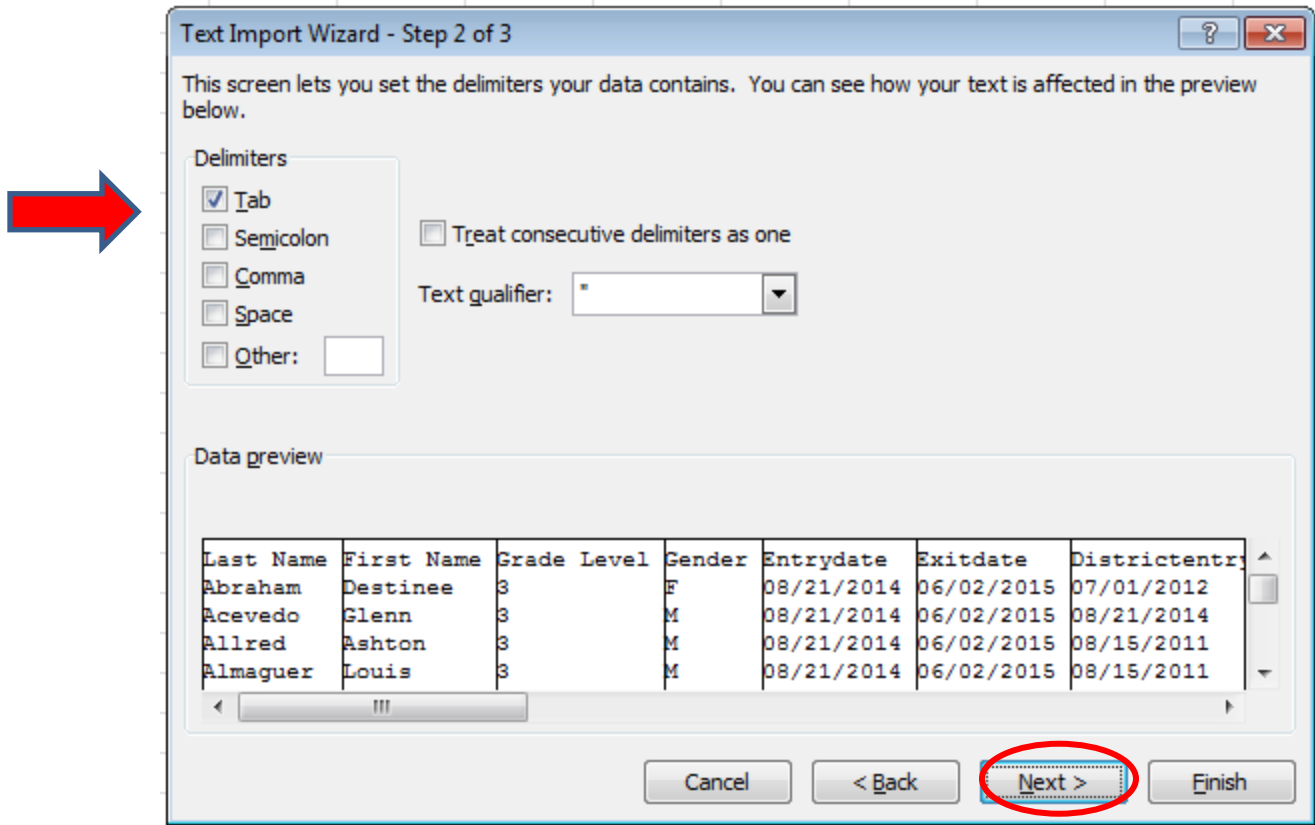 Text Import Wizard - Step 2 of 3
This screen lets you set the delimiters your data contains. You can see how your text is affected in the preview
below.
Delimiters
Tab
Semicolon
Comma
Space
Other:
Treat consecutive delimiters as one
Text qualifier: "
Data preview
Last Name First Name Grade Level Gender Entrydate Exitdate Districtentry
Abraham Destinee 3 F 08/21/2014 06/02/2015 07/01/2012
Acevedo Glenn 3 M 08/21/2014 06/02/2015 08/21/2014
Allred Ashton 3 M 08/21/2014 06/02/2015 08/15/2011
Almaguer Louis 3 M 08/21/2014 06/02/2015 08/15/2011
Cancel < Back Next > Finish